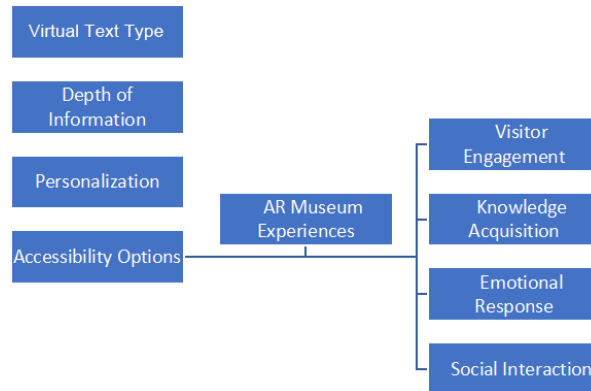 Virtual Text Type
Depth of
Information
Personalization
Accessibility Options
AR Museum
Experiences
Visitor
Engagement
Knowledge
Acquisition
Emotional
Response
Social Interaction